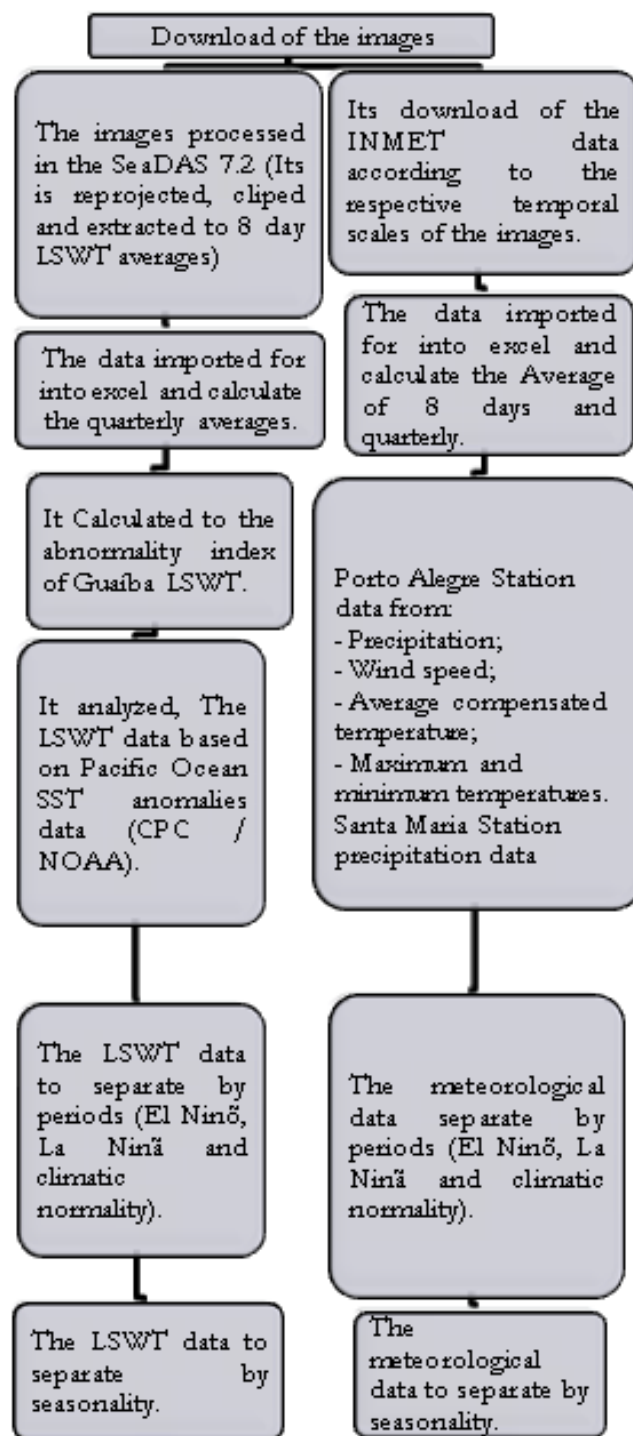 Download of the images
The images processed
in the SeaDAS 7.2 (Its
is reprojected, cliped
and extracted to 8 day
LSWT averages)
The data imported for
into excel and calculate
the quarterly averages.
It Calculated to the
abnormality index
of Guaíba LSWT.
It analyzed, The
LSWT data based
on Pacific Ocean
SST anomalies
data (CPC /
NOAA).
The LSWT data
to separate by
periods (El Ninõ,
La Ninã and
climatic
normality).
The LSWT data to
separate by
seasonality.
Its download of the
INMET data
according to the
respective temporal
scales of the images.
The data imported
for into excel and
calculate the Average
of 8 days and
quarterly.
Porto Alegre Station
data from:
- Precipitation;
- Wind speed;
- Average compensated
temperature;
- Maximum and
minimum temperatures.
Santa Maria Station
precipitation data
The meteorological
data separate by
periods (El Ninõ, La
Ninã and climatic
normality).
The
meteorological
data to separate by
seasonality.